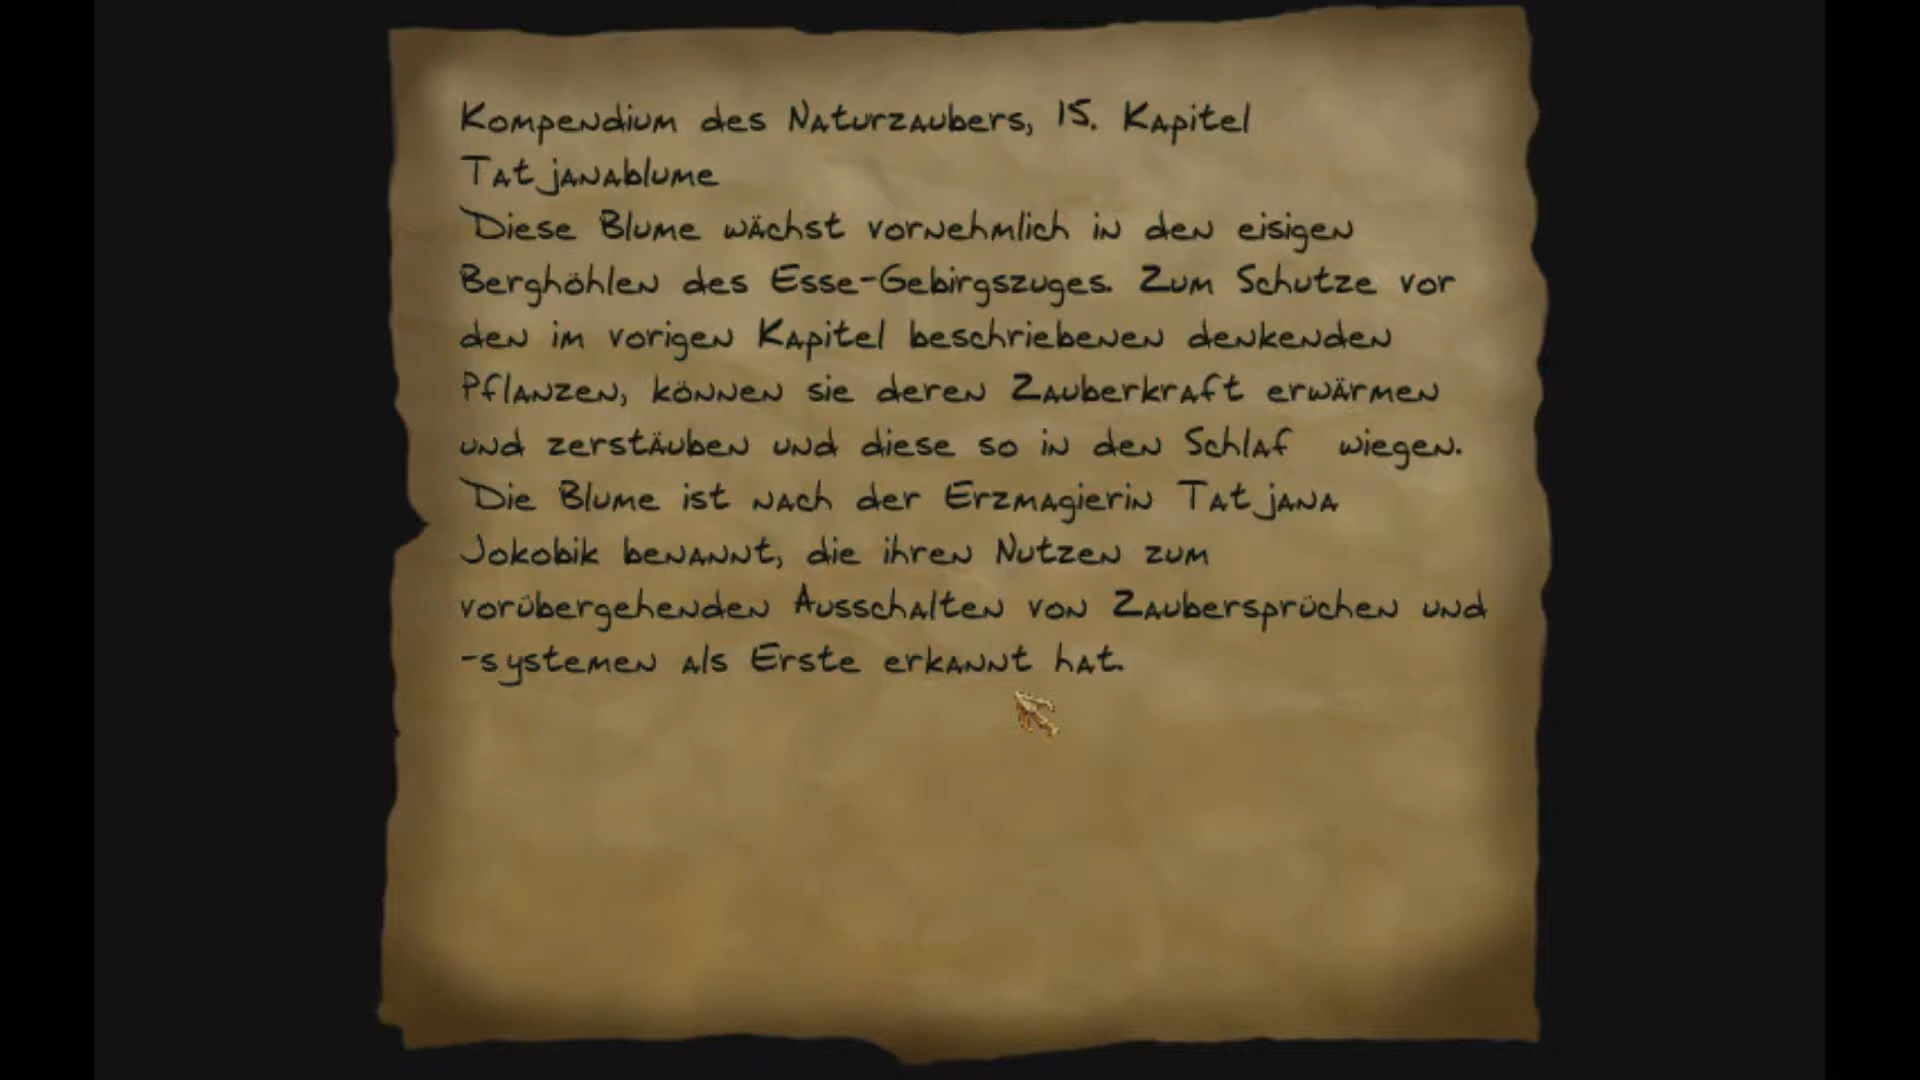 Kompendium des Naturzaubers, 15. Kapitel
Tatjanablume
Diese Blume wächst vornehmlich in den eisigen
Berghöhlen des Esse-Gebirgszuges. Zum Schutze vor
den im vorigen Kapitel beschriebenen denkenden
Pflanzen, können sie deren Zauberkraft erwärmen
und zerstäuben und diese so in den Schlaf wiegen.
Die Blume ist nach der Erzmagierin Tatjana
Jokobik benannt, die ihren Nutzen zum
vorübergehenden Ausschalten von Zaubersprüchen und
-systemen als Erste erkannt hat.